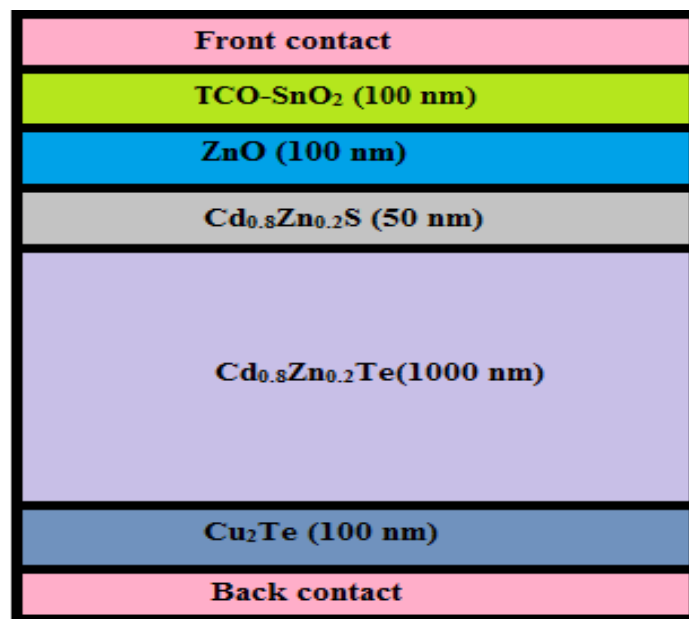 Front contact
TCO-SnO₂ (100 nm)
ZnO (100 nm)
Cd₀.₈Zn₀.₂S (50 nm)
Cd₀.₈Zn₀.₂Te(1000 nm)
Cu₂Te (100 nm)
Back contact